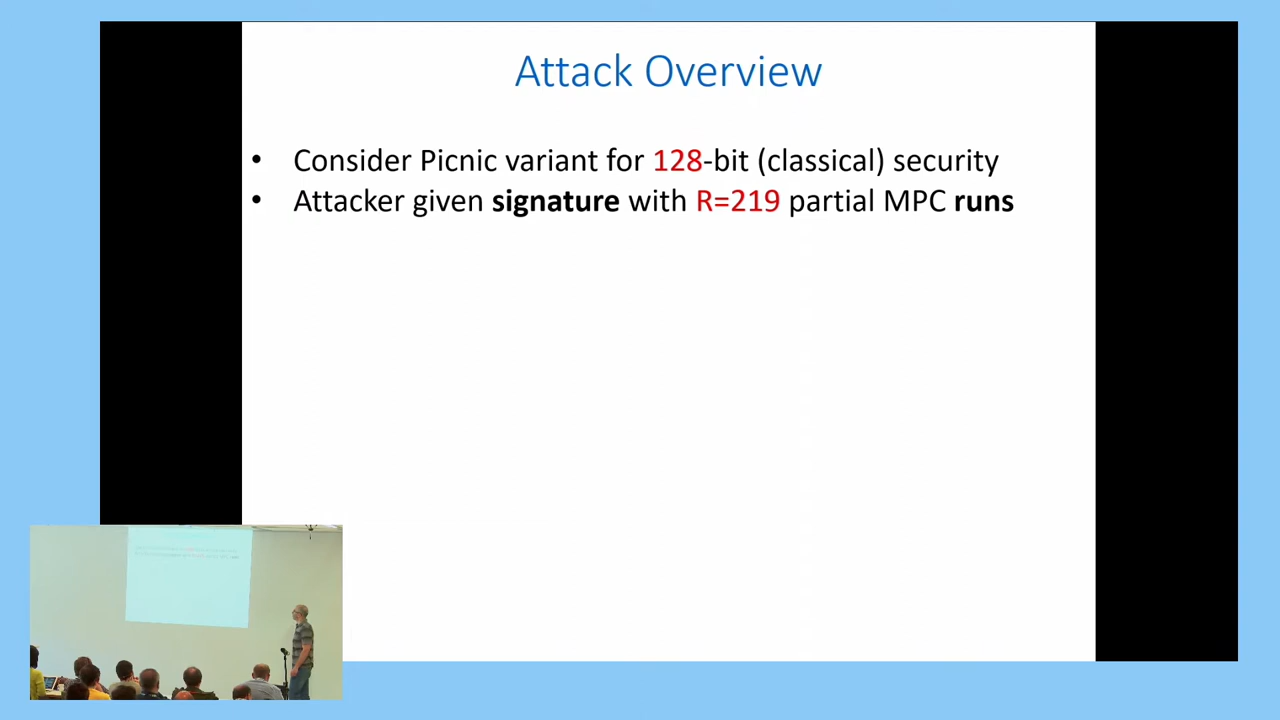 Attack Overview
• Consider Picnic variant for 128-bit (classical) security
• Attacker given signature with R=219 partial MPC runs